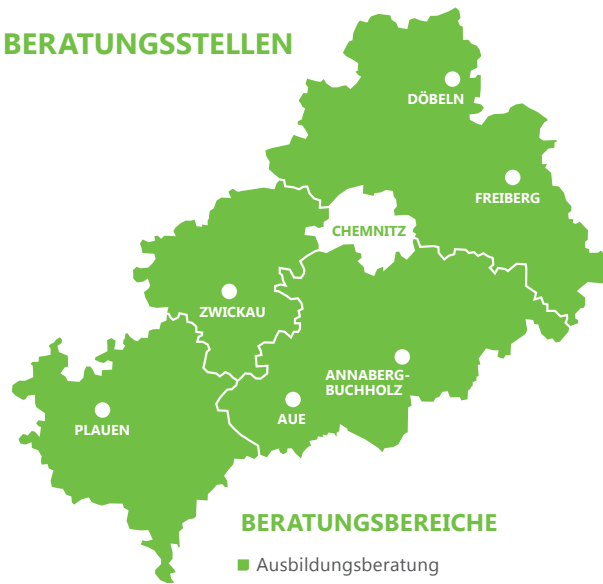 BERATUNGSSTELLEN
DÖBELN
FREIBERG
CHEMNITZ
ZWICKAU
ANNABERG-
BUCHHOLZ
AUE
PLAUEN
BERATUNGSBEREICHE
Ausbildungsberatung